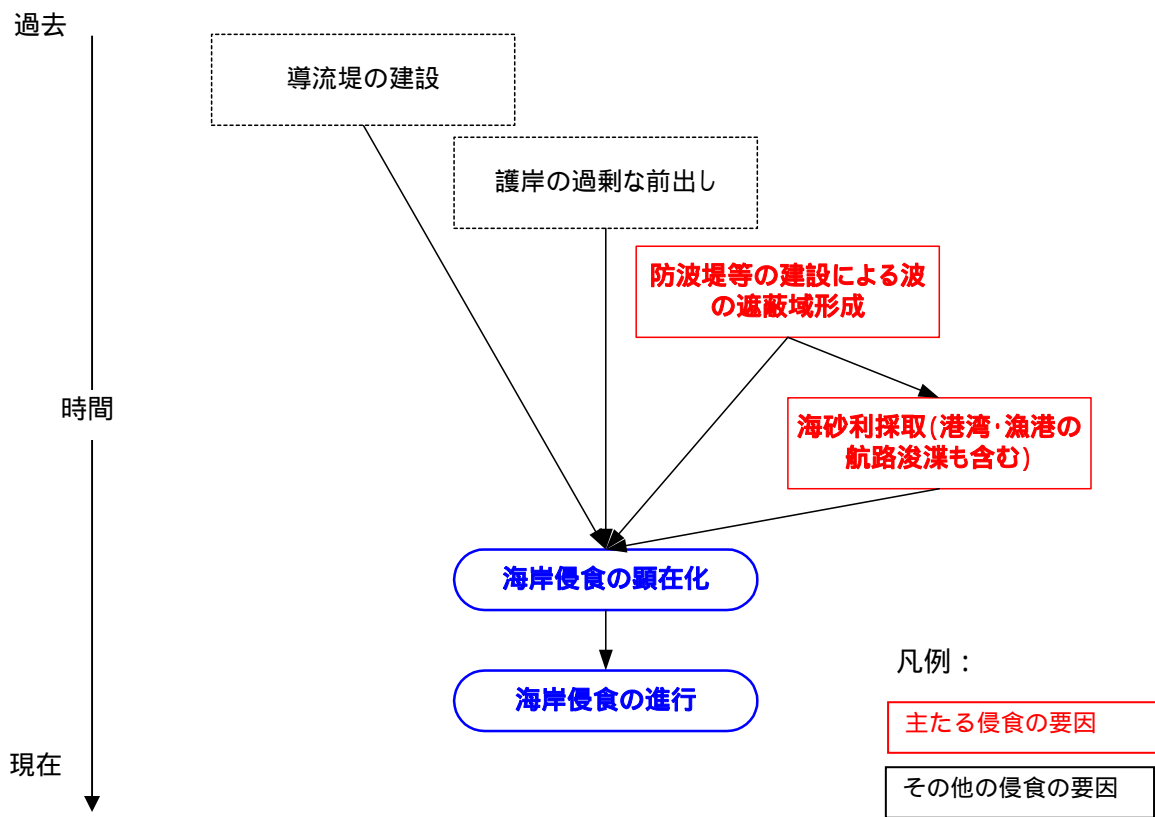 過去
導流堤の建設
護岸の過剰な前出し
防波堤等の建設による波
の遮蔽域形成
時間
海砂利採取(港湾・漁港の
航路浚渫も含む)
海岸侵食の顕在化
海岸侵食の進行
凡例：
主たる侵食の要因
現在
その他の侵食の要因